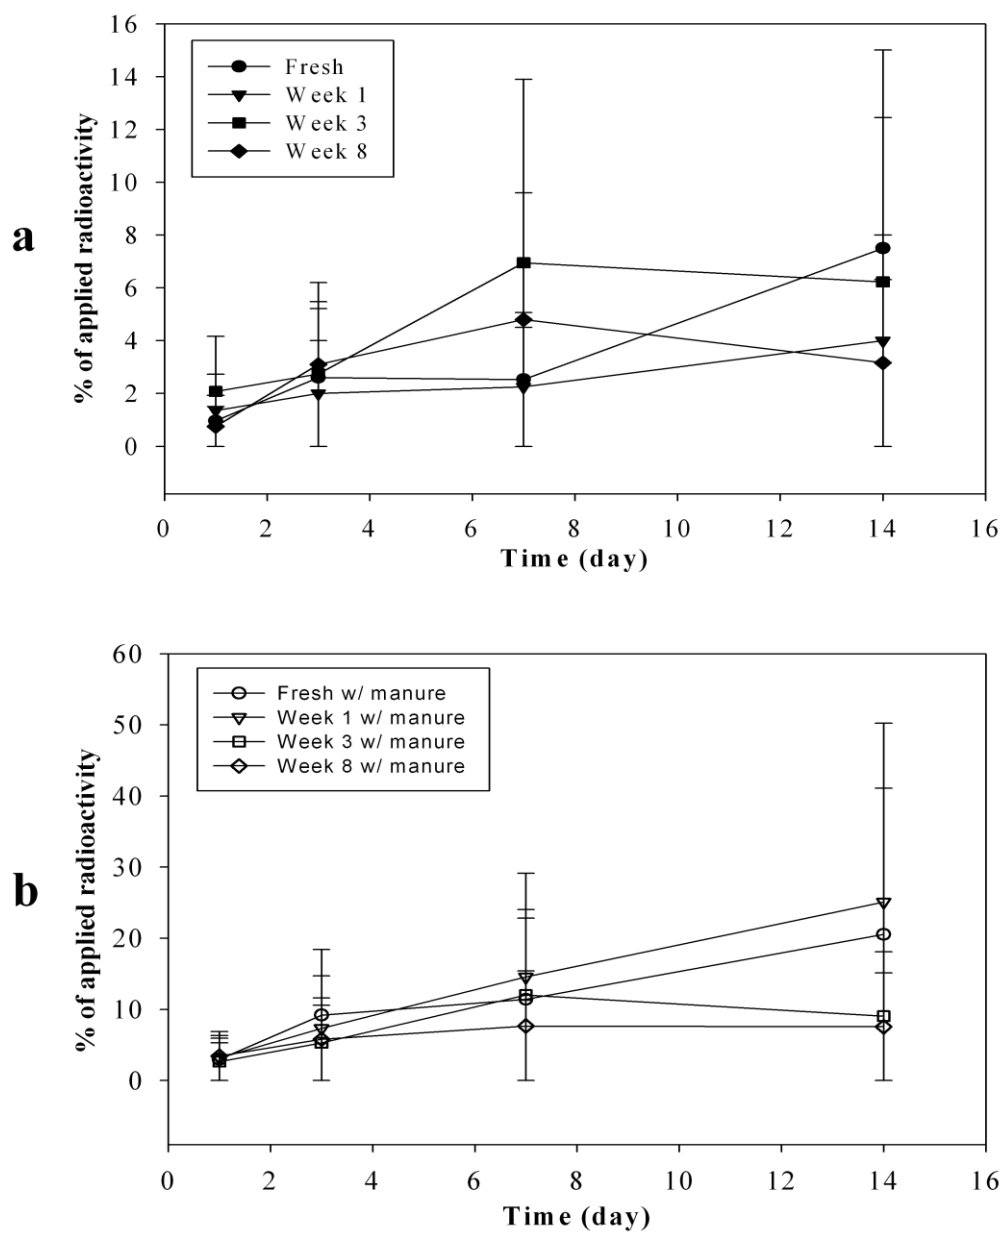 a
% of applied radioactivity
16
14
12
10
8
6
4
2
0
Fresh
Week 1
Week 3
Week 8
0 2 4 6 8 10 12 14 16
Time (day)
b
% of applied radioactivity
60
50
40
30
20
10
0
Fresh w/ manure
Week 1 w/ manure
Week 3 w/ manure
Week 8 w/ manure
0 2 4 6 8 10 12 14 16
Time (day)